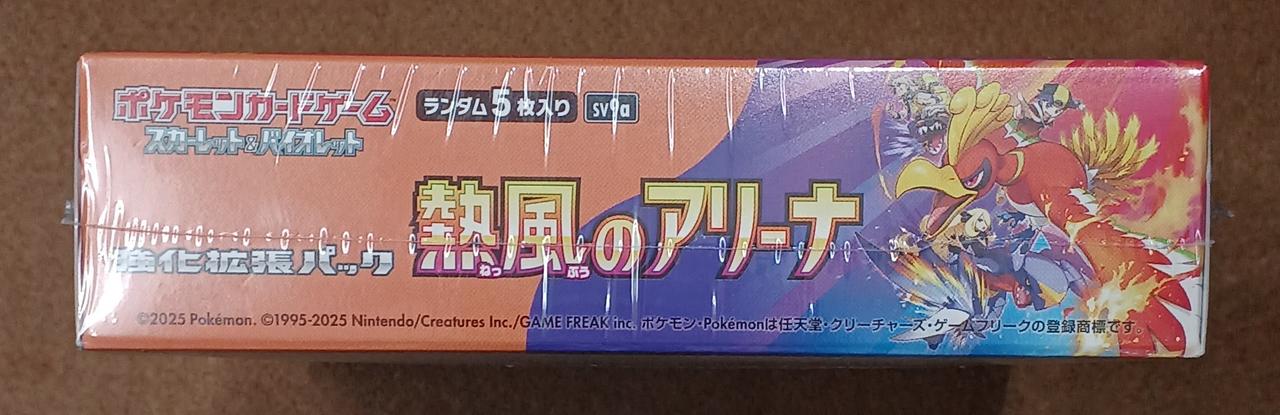 ポケモンカードゲーム
スカーレット&バイオレット
ランダム5枚入り sv9a
強化拡張パック
熱風のアリーナ
ねっ ぷう
©2025 Pokémon. ©1995-2025 Nintendo/Creatures Inc./GAME FREAK inc. ポケモン・Pokémonは任天堂・クリーチャーズ・ゲームフリークの登録商標です。